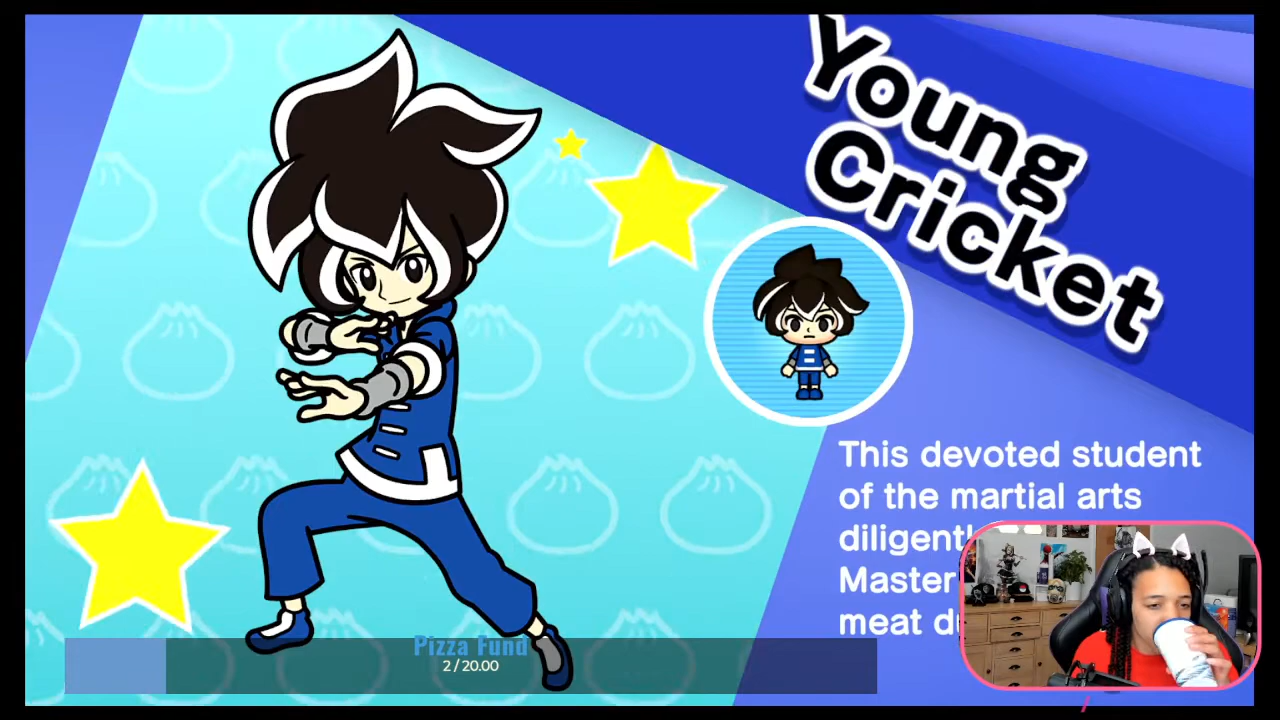 Young
Cricket
This devoted student
of the martial arts
Master
meat
Pizza Fund
2 / 20.00